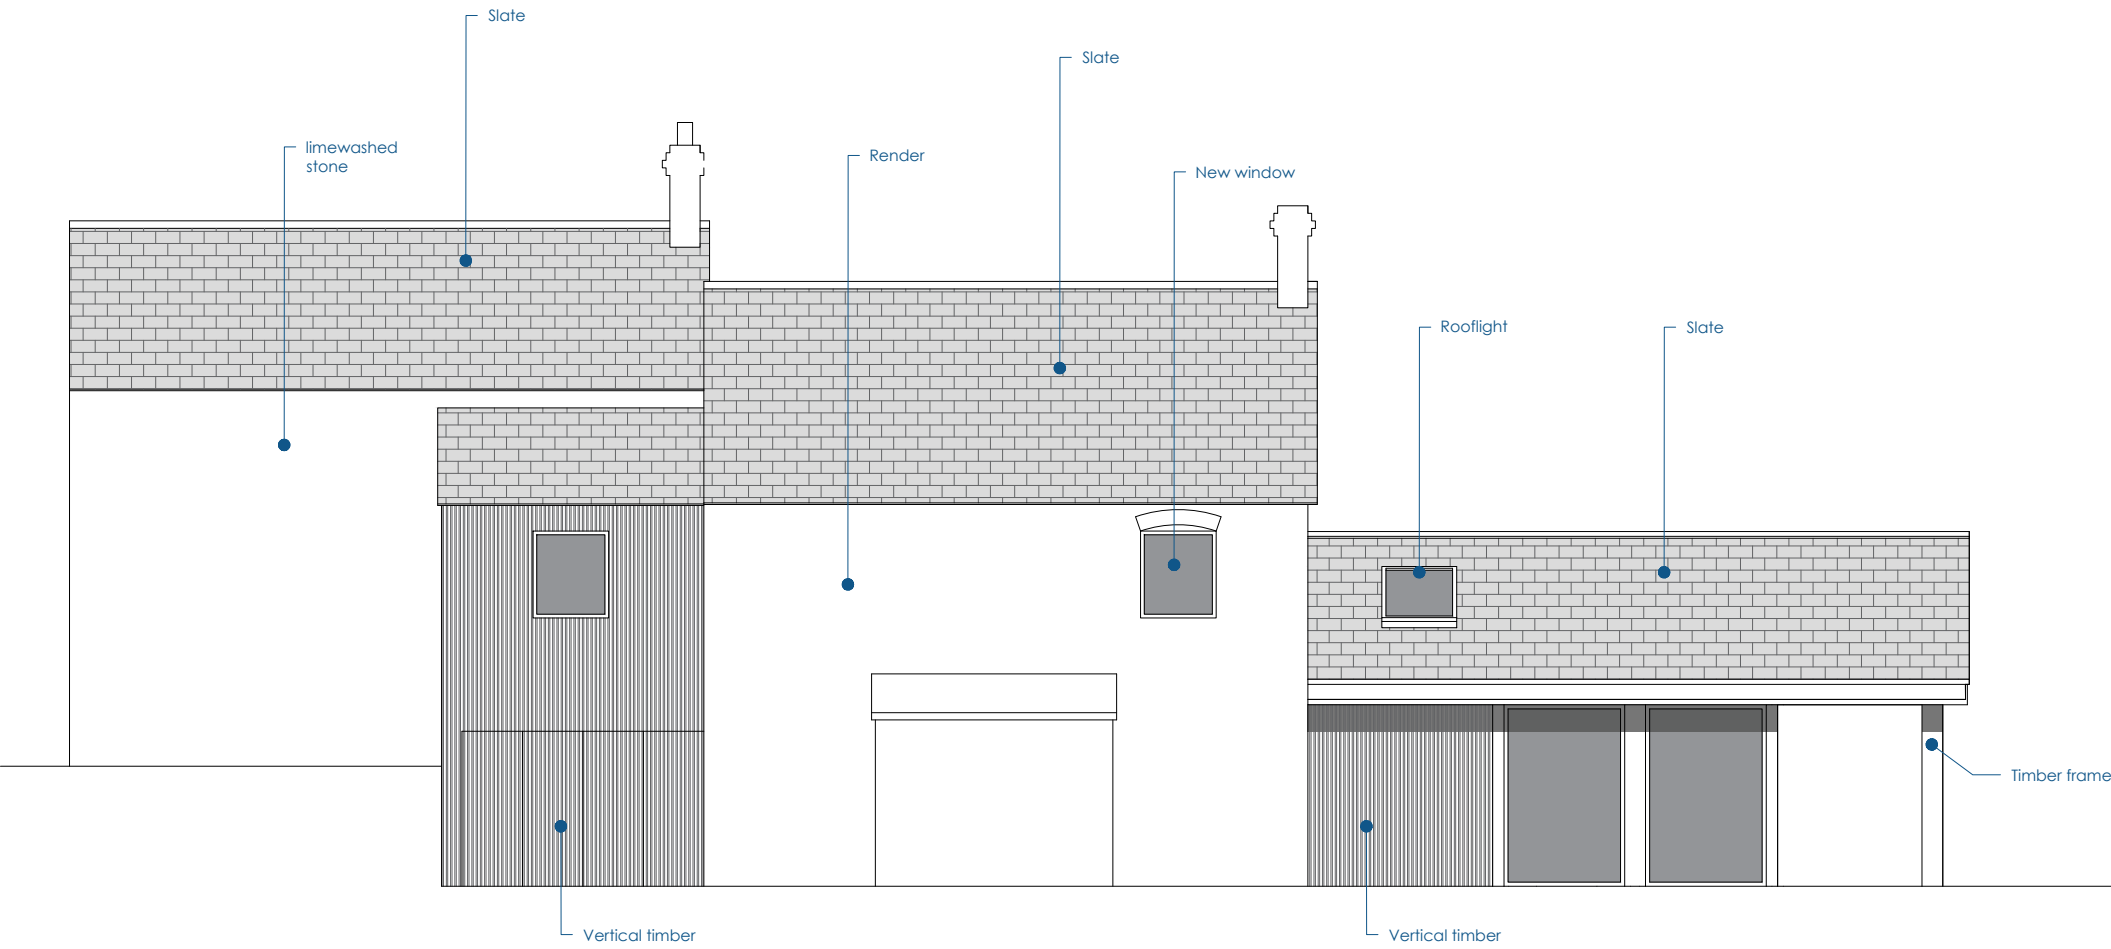 Slate
Slate
limewashed
stone
Render
New window
Rooflight
Slate
Timber frame
Vertical timber
Vertical timber